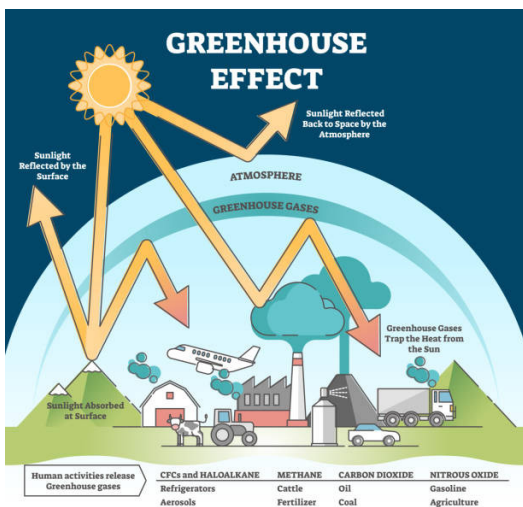 GREENHOUSE
EFFECT
Sunlight Reflected
Back to Space by the
Atmosphere
Sunlight
Reflected by the
Surface
ATMOSPHERE
GREENHOUSE GASES
Greenhouse Gases
Trap the Heat from
the Sun
Sunlight Absorbed
at Surface
Human activities release
Greenhouse gases
CFCs and HALOALKANE METHANE CARBON DIOXIDE NITROUS OXIDE
Refrigerators Cattle Oil Gasoline
Aerosols Fertilizer Coal Agriculture